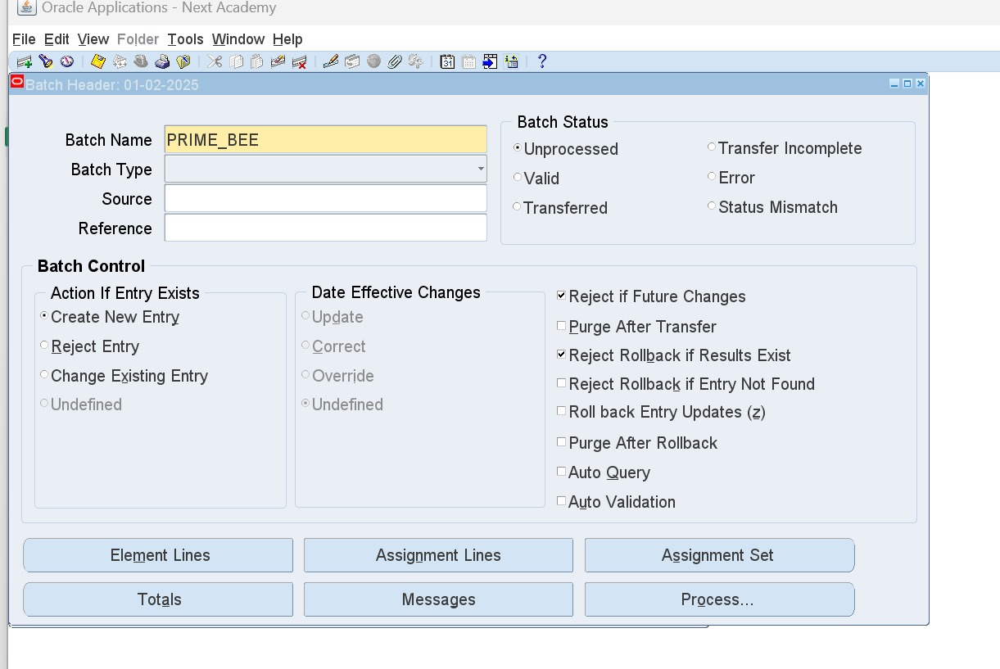 Oracle Applications - Next Academy
File Edit View Folder Tools Window Help
31
?
Batch Header: 01-02-2025
Batch Name PRIME_BEE
Batch Type
Source
Reference
Batch Status
Unprocessed Transfer Incomplete
Valid Error
Transferred Status Mismatch
Batch Control
Action If Entry Exists
Create New Entry
Reject Entry
Change Existing Entry
Undefined
Date Effective Changes
Update
Correct
Override
Undefined
Reject if Future Changes
Purge After Transfer
Reject Rollback if Results Exist
Reject Rollback if Entry Not Found
Roll back Entry Updates (z)
Purge After Rollback
Auto Query
Auto Validation
Element Lines Assignment Lines Assignment Set
Totals Messages Process...